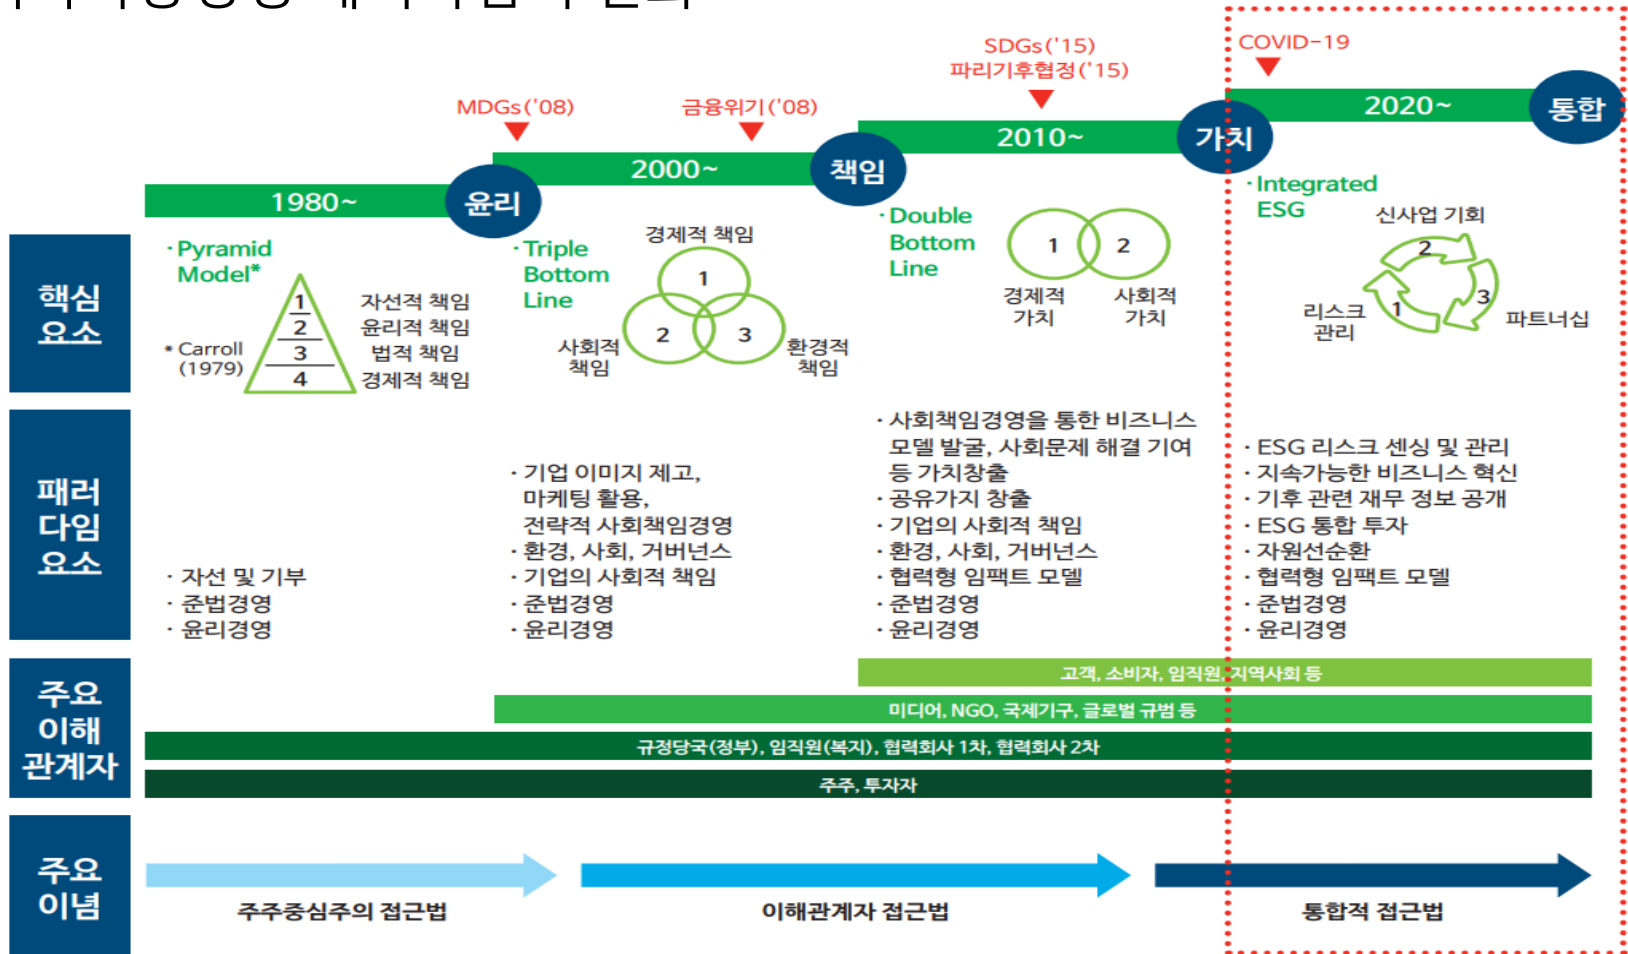 COVID-19
SDGs('15)
파리기후협정('15)
MDGs('08)
금융위기('08)
1980~
윤리
2000~
책임
2010~
가치
2020~
통합
핵심
요소
· Pyramid
Model*
* Carroll
(1979)
1
2
3
4
자선적 책임
윤리적 책임
법적 책임
경제적 책임
· Triple
Bottom
Line
경제적 책임
1
2
3
사회적
책임
환경적
책임
· Double
Bottom
Line
1
2
경제적
가치
사회적
가치
· Integrated
ESG
신사업 기회
2
1
3
리스크
관리
파트너십
패러
다임
요소
· 자선 및 기부
· 준법경영
· 윤리경영
· 기업 이미지 제고,
마케팅 활용,
전략적 사회책임경영
· 환경, 사회, 거버넌스
· 기업의 사회적 책임
· 준법경영
· 윤리경영
· 사회책임경영을 통한 비즈니스
모델 발굴, 사회문제 해결 기여
등 가치창출
· 공유가지 창출
· 기업의 사회적 책임
· 환경, 사회, 거버넌스
· 협력형 임팩트 모델
· 준법경영
· 윤리경영
· ESG 리스크 센싱 및 관리
· 지속가능한 비즈니스 혁신
· 기후 관련 재무 정보 공개
· ESG 통합 투자
· 자원선순환
· 협력형 임팩트 모델
· 준법경영
· 윤리경영
주요
이해
관계자
고객, 소비자, 임직원, 지역사회 등
미디어, NGO, 국제기구, 글로벌 규범 등
규정당국(정부), 임직원(복지), 협력회사 1차, 협력회사 2차
주주, 투자자
주요
이념
주주중심주의 접근법
이해관계자 접근법
통합적 접근법